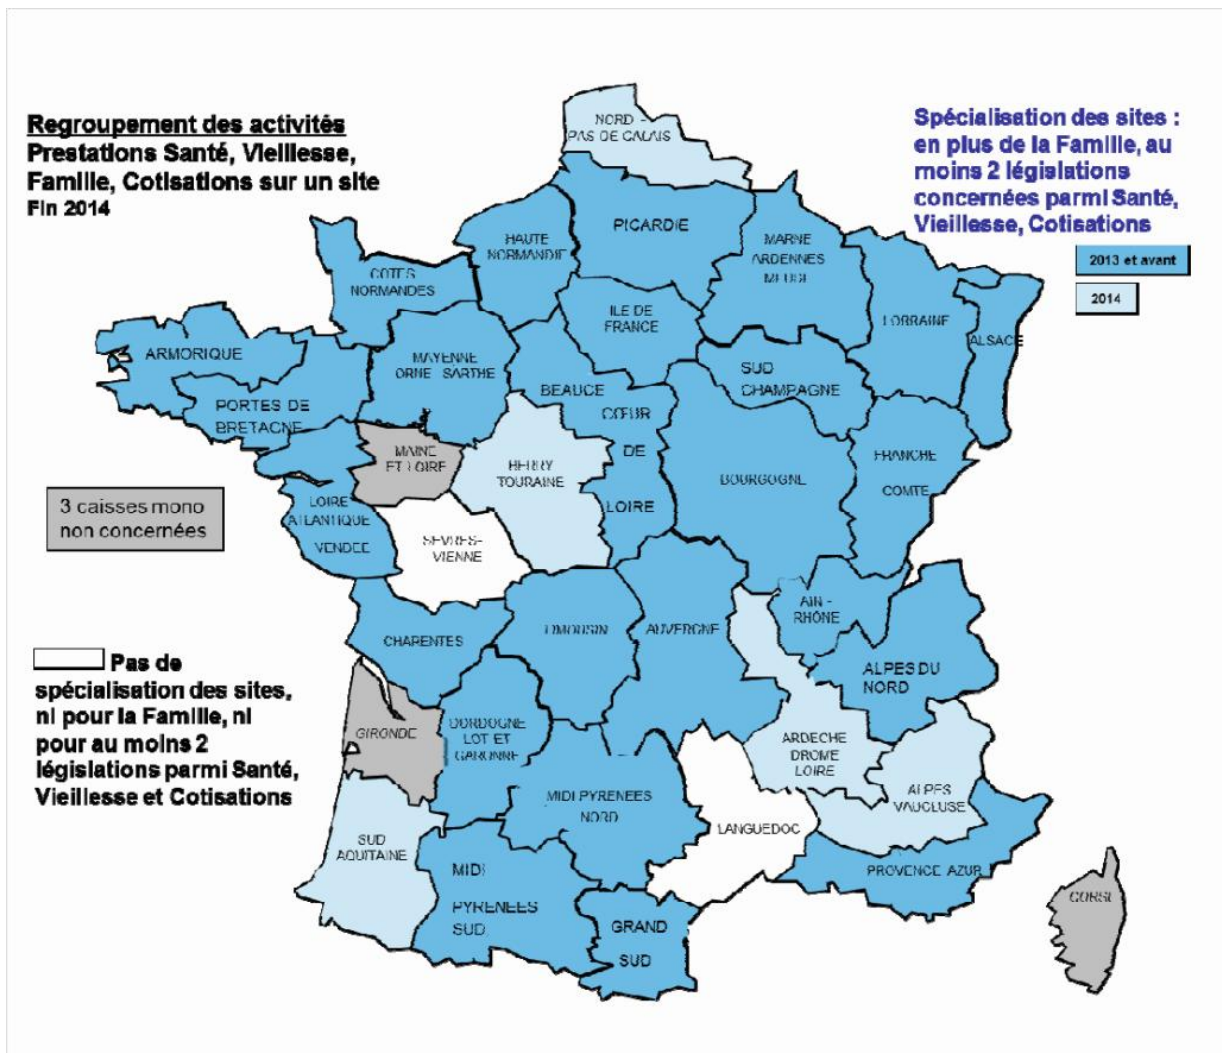 Regroupement des activités
Prestations Santé, Vieillesse,
Famille, Cotisations sur un site
Fin 2014
Spécialisation des sites :
en plus de la Famille, au
moins 2 législations
concernées parmi Santé,
Vieillesse, Cotisations
2013 et avant
2014
NORD -
PAS DE CALAIS
PICARDIE
HAUTE
NORMANDIE
MARNE
ARDENNES
MEUSE
COTES
NORMANDES
ILE DE
FRANCE
LORRAINE
ALSACE
ARMORIQUE
MAYENNE
ORNE SARTHE
SUD
CHAMPAGNE
PORTES DE
BRETAGNE
BEAUCE
CŒUR
DE
LOIRE
MAINE
ET LOIRE
BERRY
TOURAINE
BOURGOGNE
FRANCHE
COMTE
3 caisses mono
non concernées
LOIRE
ATLANTIQUE
VENDEE
SEVRES-
VIENNE
CHARENTES
LIMOUSIN
AUVERGNE
AIN -
RHÔNE
ALPES DU
NORD
Pas de
spécialisation des sites,
ni pour la Famille, ni
pour au moins 2
législations parmi Santé,
Vieillesse et Cotisations
GIRONDE
DORDOGNE
LOT ET
GARONNE
ARDECHE
DROME
LOIRE
ALPES
VAUCLUSE
MIDI PYRENEES
NORD
LANGUEDOC
SUD
AQUITAINE
MIDI
PYRENEES
SUD
PROVENCE AZUR
GRAND
SUD
CORSE